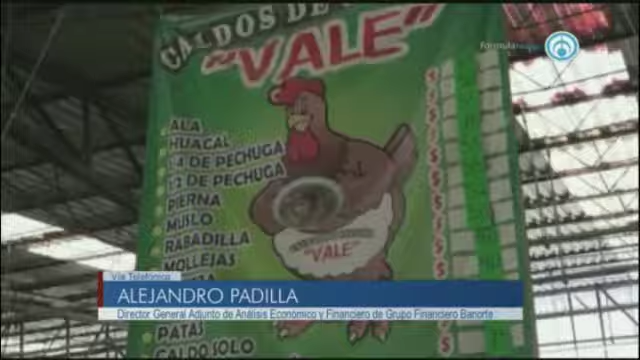 CALDOS DE
"VALE"
ALA
HUACAL
1/4 DE PECHUGA
1/2 DE PECHUGA
PIERNA
MUSLO
RABADILLA
MOLLEJAS
"VALE"
PATAS
CALDO SOLO
$
$
$
$
$
$
$
$
$
Vía Telefónica
ALEJANDRO PADILLA
Director General Adjunto de Análisis Económico y Financiero de Grupo Financiero Banorte